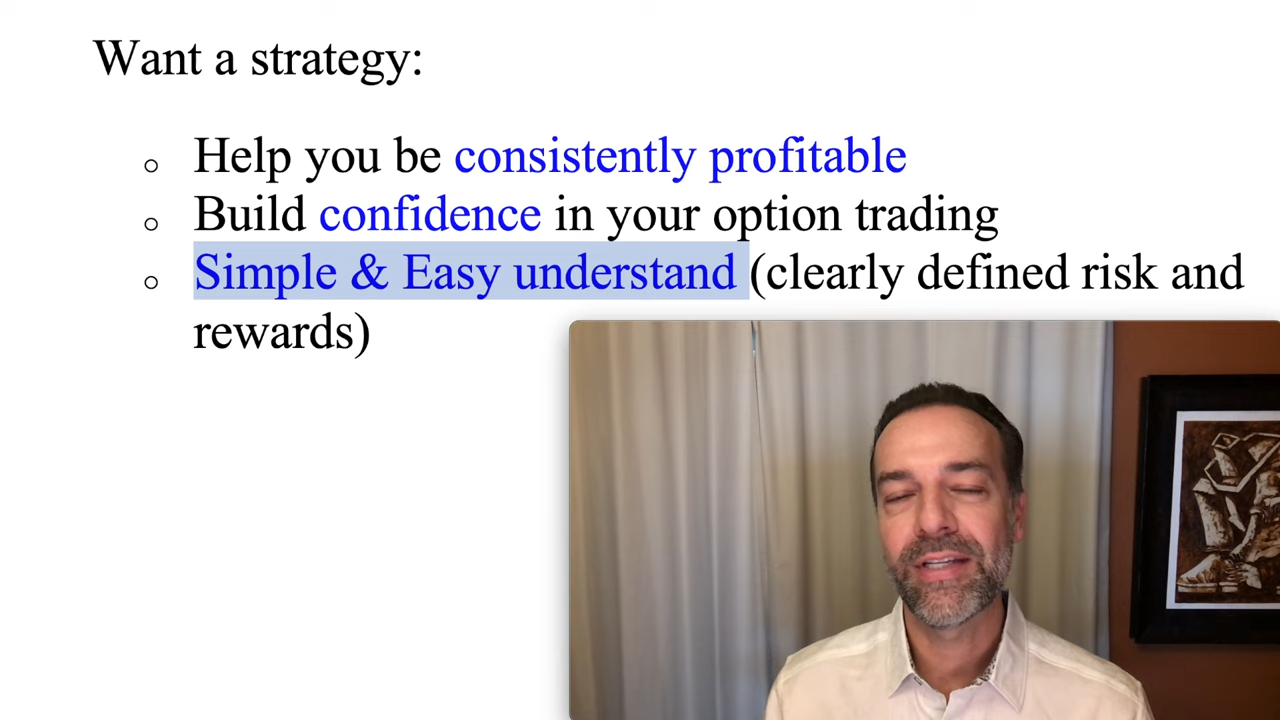 Want a strategy:
Help you be consistently profitable
Build confidence in your option trading
Simple & Easy understand (clearly defined risk and
rewards)